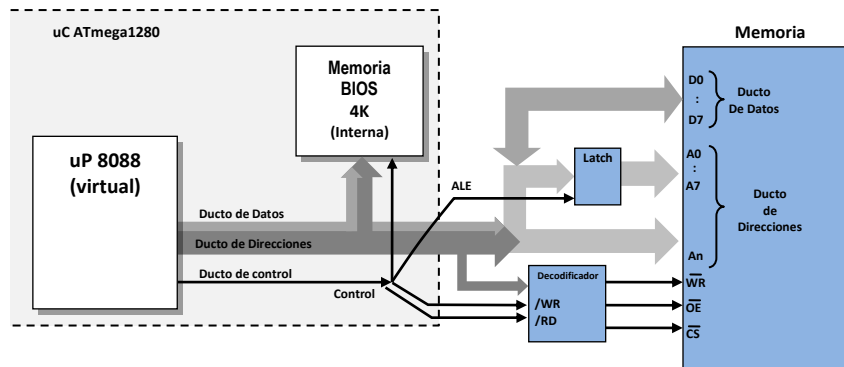 uC ATmega1280
Memoria
BIOS
4K
(Interna)
uP 8088
(virtual)
Ducto de Datos
Ducto de Direcciones
Ducto de control
Control
ALE
Latch
Decodificador
/WR
/RD
Memoria
D0
:
D7
Ducto
De Datos
A0
:
A7
An
Ducto
de
Direcciones
WR
OE
CS